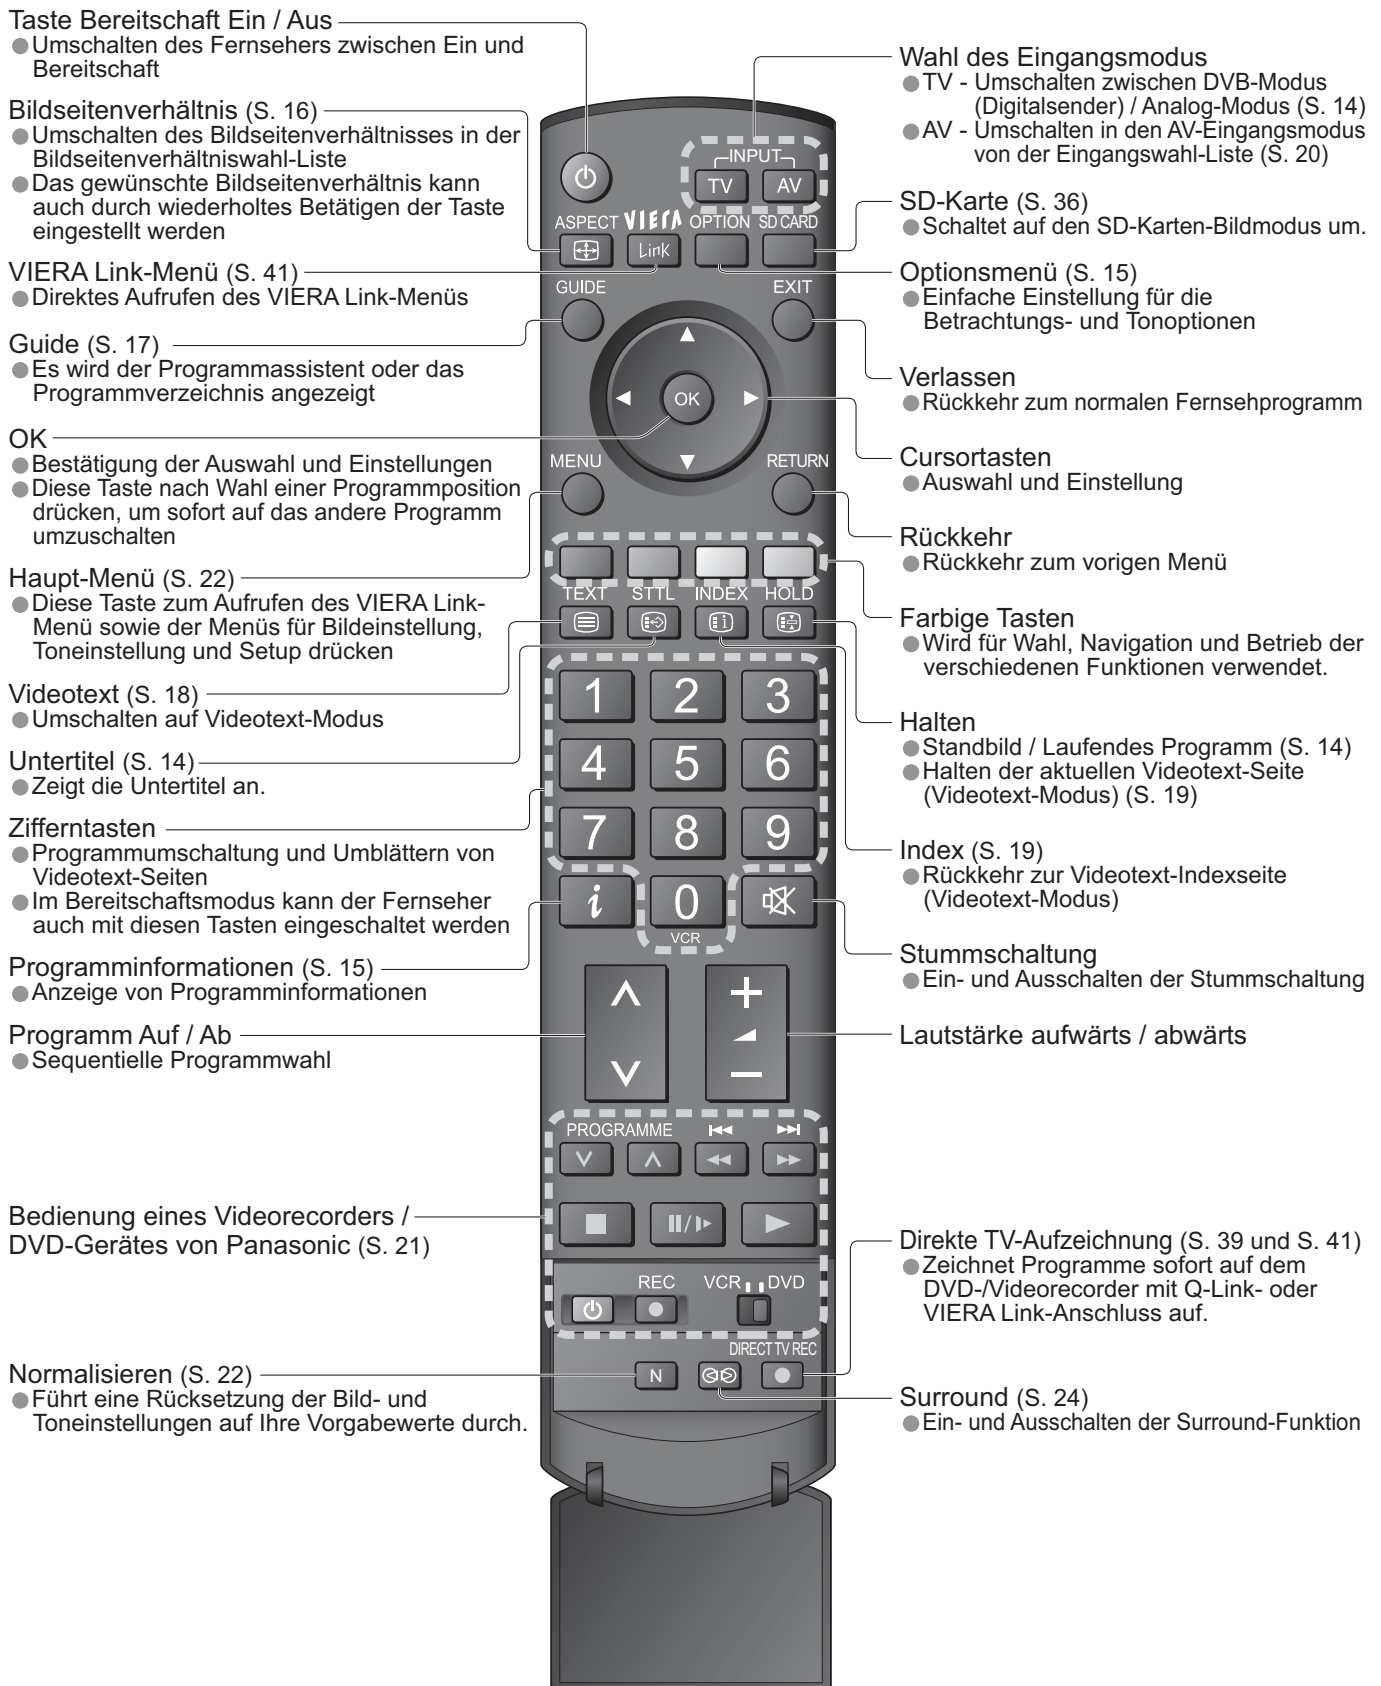 Taste Bereitschaft Ein / Aus
●Umschalten des Fernsehers zwischen Ein und
Bereitschaft
Bildseitenverhältnis (S. 16)
●Umschalten des Bildseitenverhältnisses in der
Bildseitenverhältniswahl-Liste
●Das gewünschte Bildseitenverhältnis kann
auch durch wiederholtes Betätigen der Taste
eingestellt werden
VIERA Link-Menü (S. 41)
●Direktes Aufrufen des VIERA Link-Menüs
Guide (S. 17)
●Es wird der Programmassistent oder das
Programmverzeichnis angezeigt
OK
●Bestätigung der Auswahl und Einstellungen
●Diese Taste nach Wahl einer Programmposition
drücken, um sofort auf das andere Programm
umzuschalten
Haupt-Menü (S. 22)
●Diese Taste zum Aufrufen des VIERA Link-
Menü sowie der Menüs für Bildeinstellung,
Toneinstellung und Setup drücken
Videotext (S. 18)
●Umschalten auf Videotext-Modus
Untertitel (S. 14)
●Zeigt die Untertitel an.
Zifferntasten
●Programmumschaltung und Umblättern von
Videotext-Seiten
●Im Bereitschaftsmodus kann der Fernseher
auch mit diesen Tasten eingeschaltet werden
Programminformationen (S. 15)
●Anzeige von Programminformationen
Programm Auf / Ab
●Sequentielle Programmwahl
Bedienung eines Videorecorders /
DVD-Gerätes von Panasonic (S. 21)
Normalisieren (S. 22)
●Führt eine Rücksetzung der Bild- und
Toneinstellungen auf Ihre Vorgabewerte durch.
INPUT
TV AV
ASPECT VIERA OPTION SD CARD
Link
GUIDE EXIT
OK
MENU RETURN
TEXT STTL INDEX HOLD
1 2 3
4 5 6
7 8 9
i 0
VCR
PROGRAMME
REC VCR DVD
DIRECT TV REC
N
Wahl des Eingangsmodus
●TV - Umschalten zwischen DVB-Modus
(Digitalsender) / Analog-Modus (S. 14)
●AV - Umschalten in den AV-Eingangsmodus
von der Eingangswahl-Liste (S. 20)
SD-Karte (S. 36)
●Schaltet auf den SD-Karten-Bildmodus um.
Optionsmenü (S. 15)
●Einfache Einstellung für die
Betrachtungs- und Tonoptionen
Verlassen
●Rückkehr zum normalen Fernsehprogramm
Cursortasten
●Auswahl und Einstellung
Rückkehr
●Rückkehr zum vorigen Menü
Farbige Tasten
●Wird für Wahl, Navigation und Betrieb der
verschiedenen Funktionen verwendet.
Halten
●Standbild / Laufendes Programm (S. 14)
●Halten der aktuellen Videotext-Seite
(Videotext-Modus) (S. 19)
Index (S. 19)
●Rückkehr zur Videotext-Indexseite
(Videotext-Modus)
Stummschaltung
●Ein- und Ausschalten der Stummschaltung
Lautstärke aufwärts / abwärts
Direkte TV-Aufzeichnung (S. 39 und S. 41)
●Zeichnet Programme sofort auf dem
DVD-/Videorecorder mit Q-Link- oder
VIERA Link-Anschluss auf.
Surround (S. 24)
●Ein- und Ausschalten der Surround-Funktion